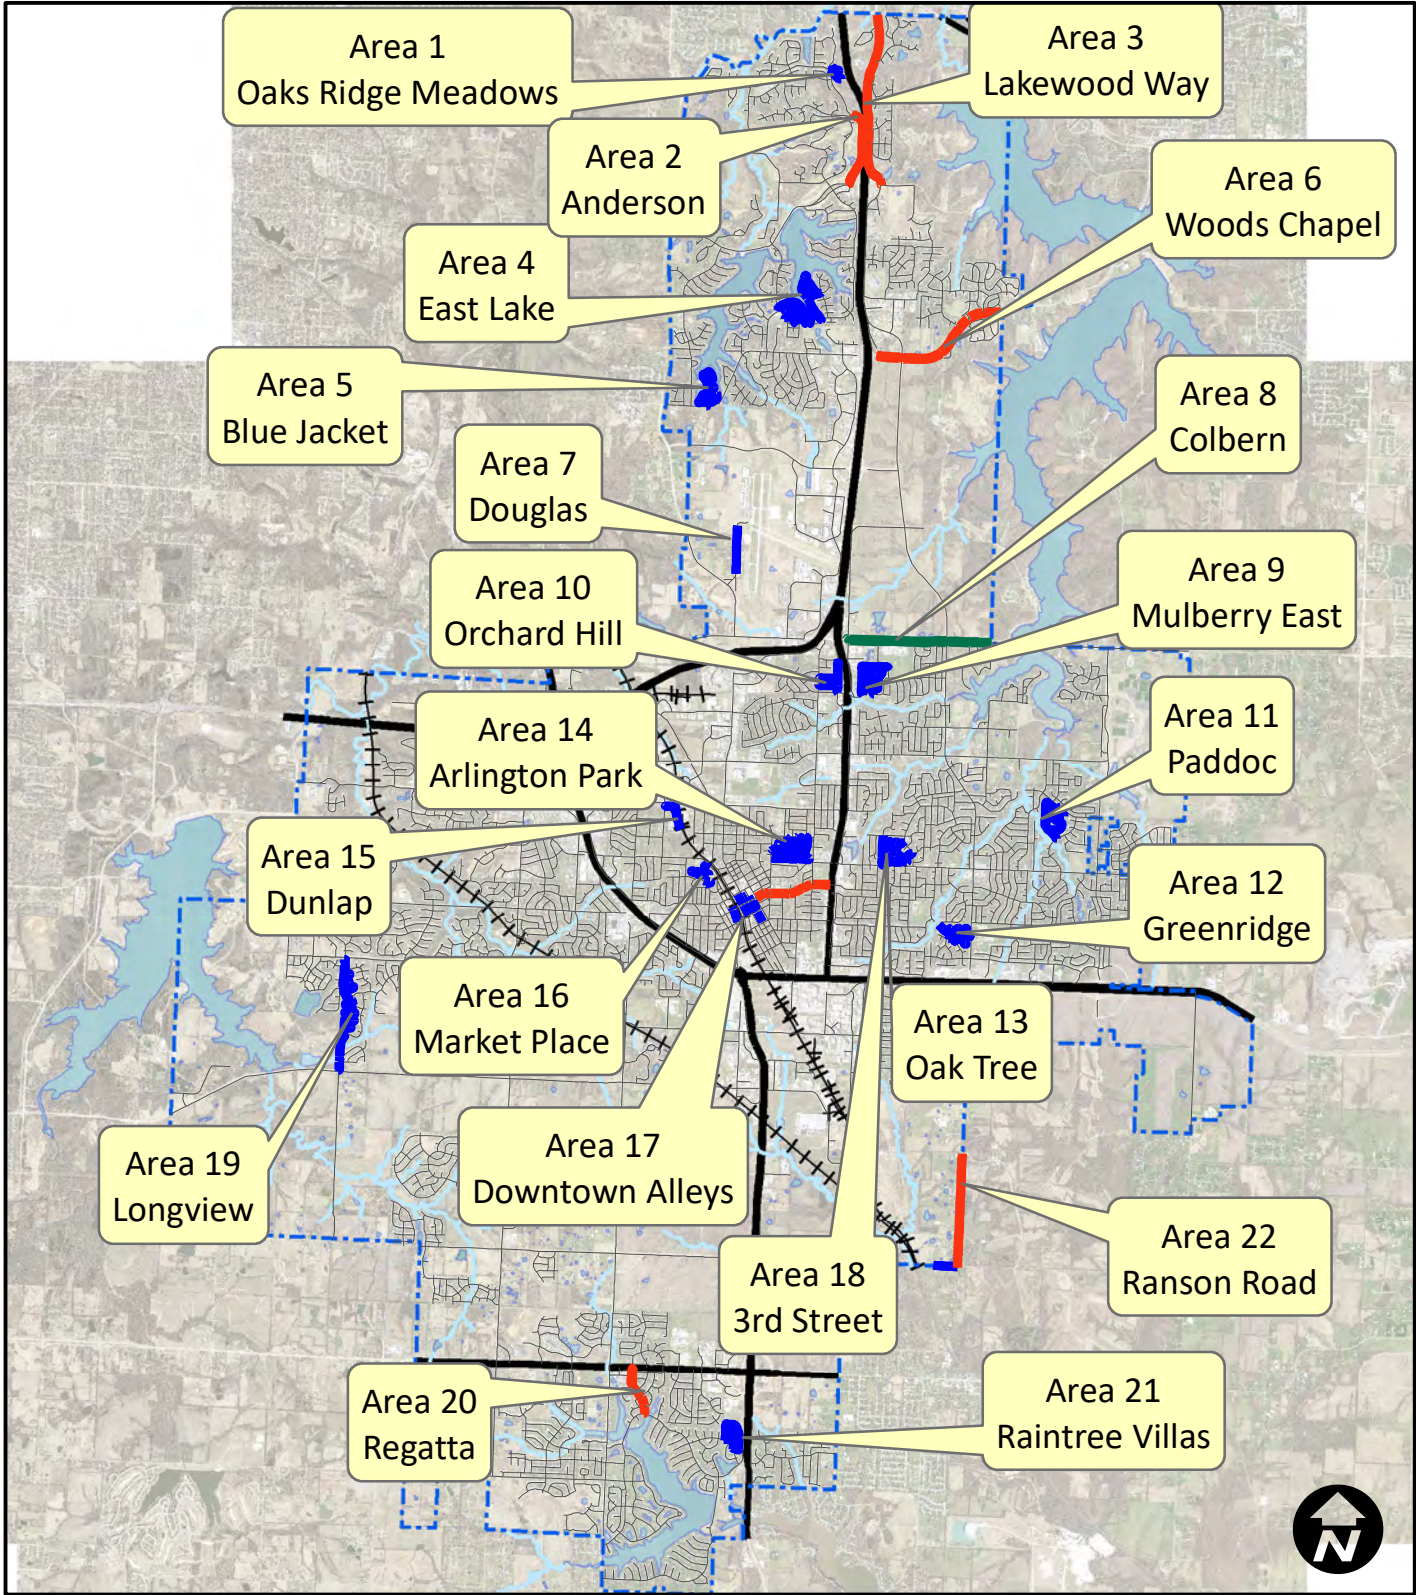 Area 1
Oaks Ridge Meadows
Area 3
Lakewood Way
Area 2
Anderson
Area 6
Woods Chapel
Area 4
East Lake
Area 5
Blue Jacket
Area 8
Colbern
Area 7
Douglas
Area 9
Mulberry East
Area 10
Orchard Hill
Area 11
Paddoc
Area 14
Arlington Park
Area 15
Dunlap
Area 12
Greenridge
Area 16
Market Place
Area 13
Oak Tree
Area 17
Downtown Alleys
Area 19
Longview
Area 18
3rd Street
Area 22
Ranson Road
Area 20
Regatta
Area 21
Raintree Villas
N